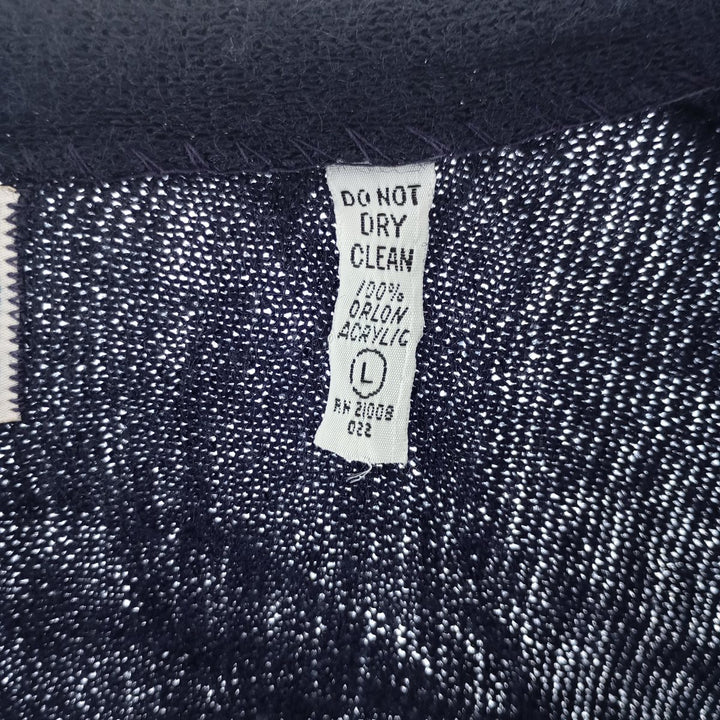 DO NOT
DRY
CLEAN
100%
ORLON
ACRYLIC
L
RN 21008
022